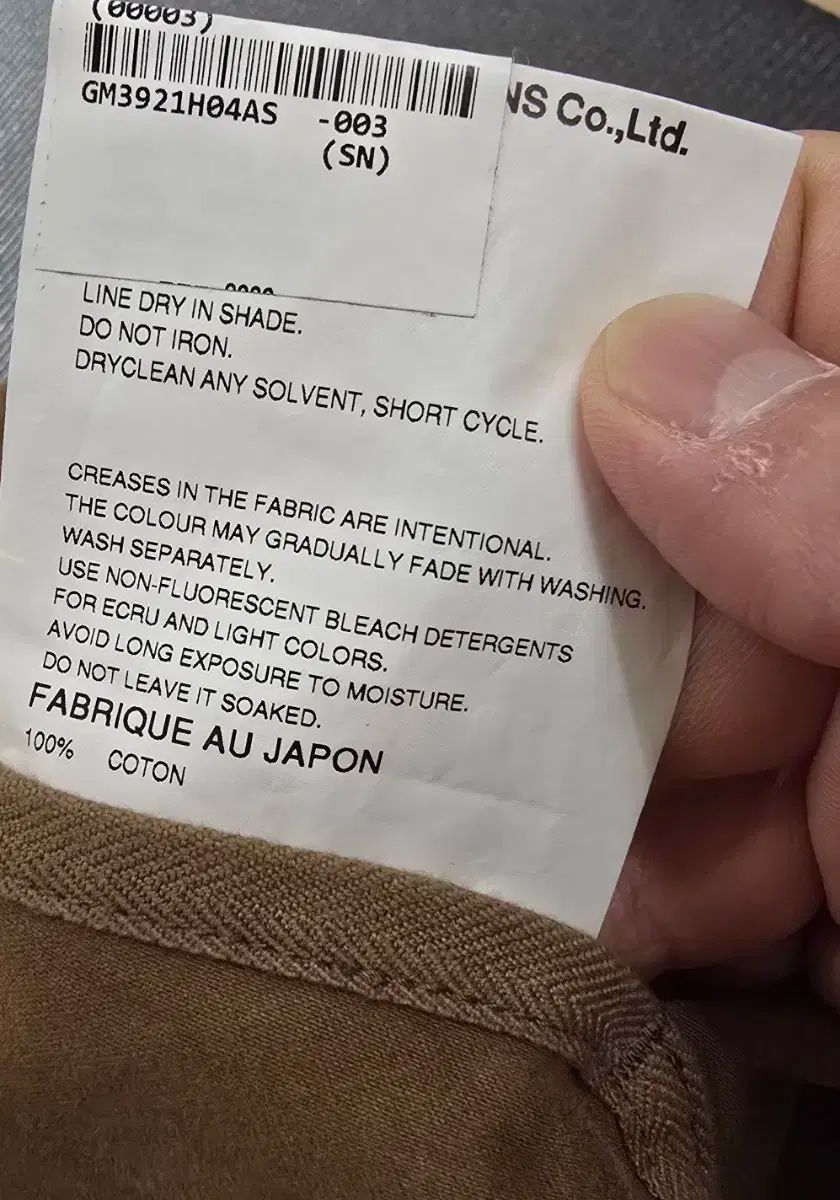 (00003)
GM3921H04AS -003
(SN)
NS Co.,Ltd.
LINE DRY IN SHADE.
DO NOT IRON.
DRYCLEAN ANY SOLVENT, SHORT CYCLE.
CREASES IN THE FABRIC ARE INTENTIONAL.
THE COLOUR MAY GRADUALLY FADE WITH WASHING.
WASH SEPARATELY.
USE NON-FLUORESCENT BLEACH DETERGENTS
FOR ECRU AND LIGHT COLORS.
AVOID LONG EXPOSURE TO MOISTURE.
DO NOT LEAVE IT SOAKED.
FABRIQUE AU JAPON
100% COTON